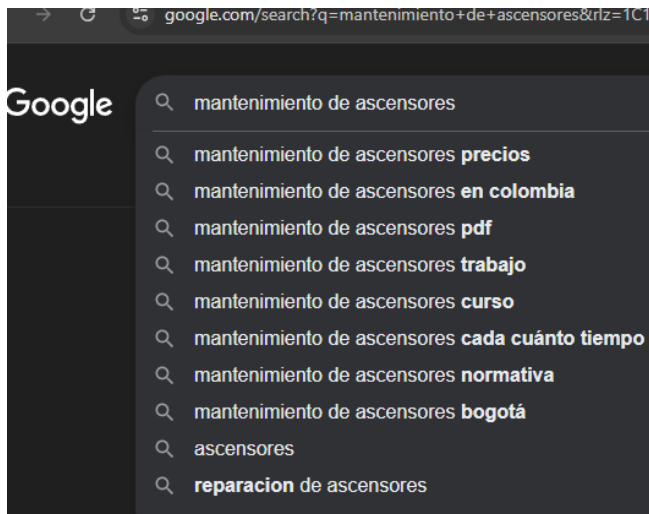 google.com/search?q=mantenimiento+de+ascensores&rlz=1C1
Google
mantenimiento de ascensores
mantenimiento de ascensores precios
mantenimiento de ascensores en colombia
mantenimiento de ascensores pdf
mantenimiento de ascensores trabajo
mantenimiento de ascensores curso
mantenimiento de ascensores cada cuánto tiempo
mantenimiento de ascensores normativa
mantenimiento de ascensores bogotá
ascensores
reparacion de ascensores